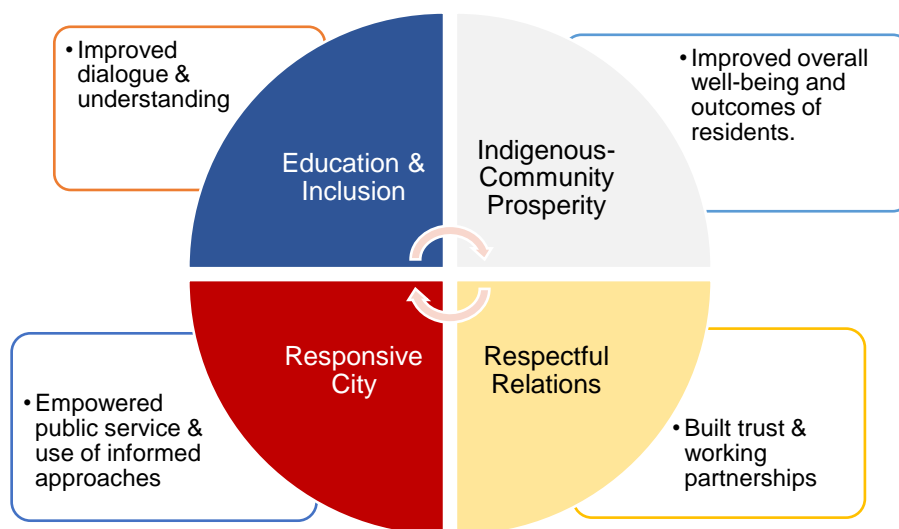 • Improved
dialogue &
understanding
Education &
Inclusion
Indigenous-
Community
Prosperity
• Improved overall
well-being and
outcomes of
residents.
• Empowered
public service &
use of informed
approaches
Responsive
City
Respectful
Relations
• Built trust &
working
partnerships